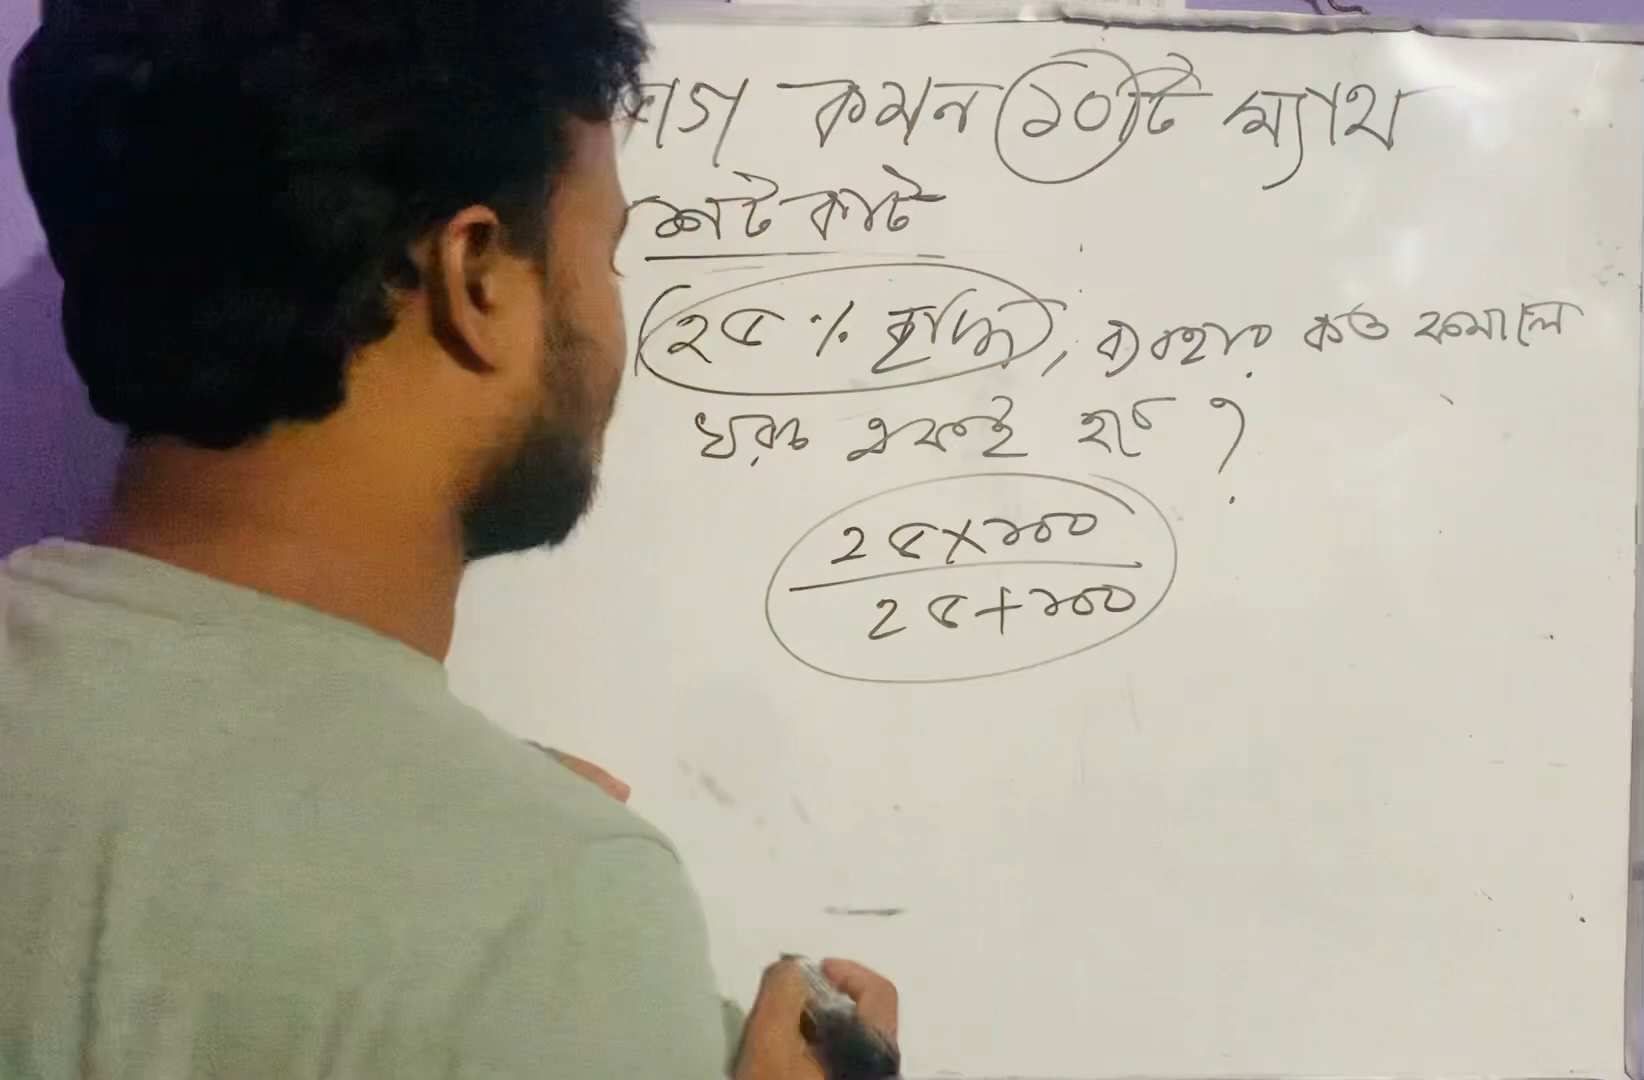 কমন ১০টি ম্যাথ
শর্টকাট
২৫% বৃদ্ধি, ব্যবহার কত কমালে
খরচ একই হবে?
২৫×১০০
২৫+১০০